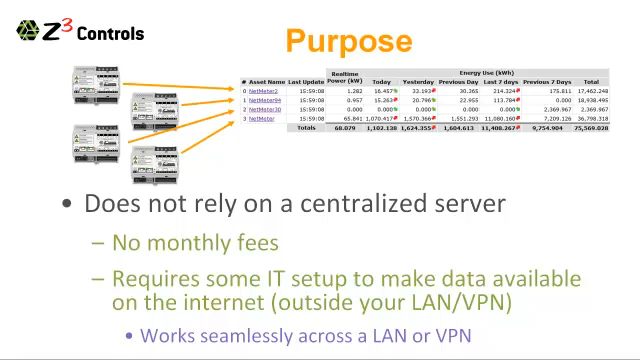 Z3 Controls
Purpose
Realtime Energy Use (kWh)
# Asset Name Last Update Power (kW) Today Yesterday Previous Day Last 7 days Previous 7 Days Total
0 NetMeter2 15:59:08 1.282 16.457 33.193 30.365 214.324 175.811 17,462.248
1 NetMeter94 15:59:08 0.957 15.263 20.796 22.955 113.784 0.000 18,938.495
2 NetMeter30 15:59:08 0.000 0.000 0.000 0.000 0.000 2,369.967 2,369.967
3 NetMeter 15:59:08 65.841 1,070.417 1,570.366 1,551.293 11,080.160 7,209.126 36,798.318
Totals 68.079 1,102.138 1,624.355 1,604.613 11,408.267 9,754.904 75,569.028
• Does not rely on a centralized server
– No monthly fees
– Requires some IT setup to make data available
on the internet (outside your LAN/VPN)
• Works seamlessly across a LAN or VPN